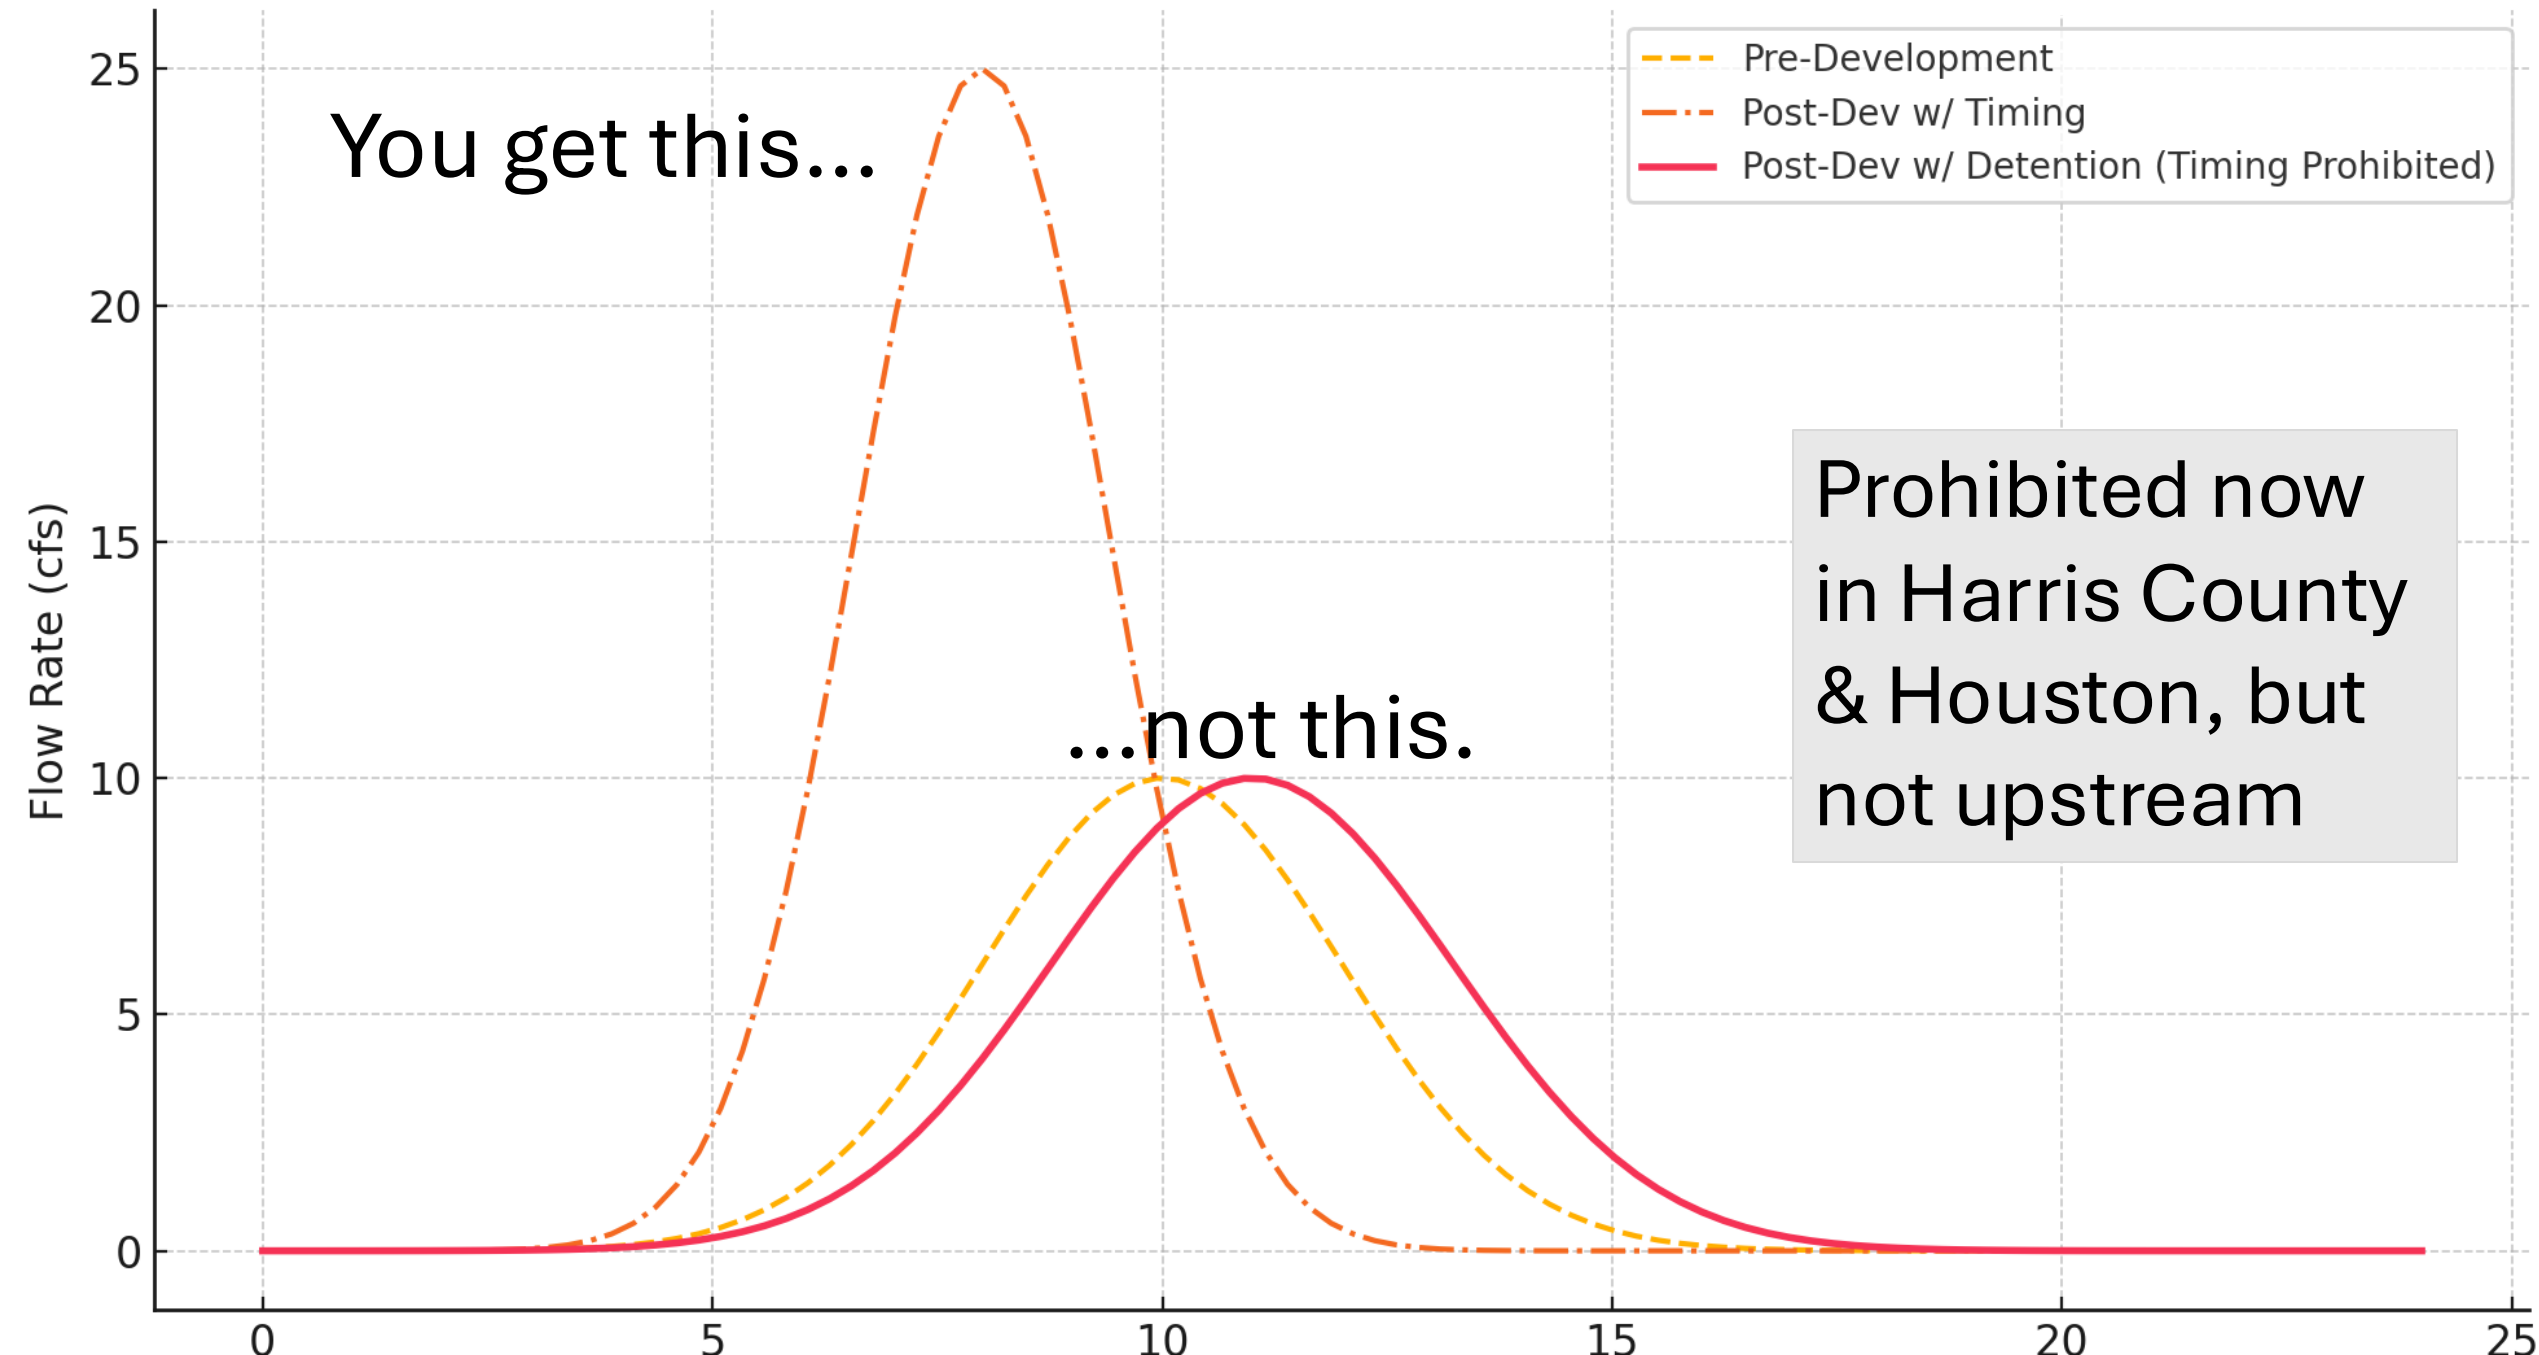 25
20
15
10
5
0
Flow Rate (cfs)
You get this...
...not this.
Pre-Development
Post-Dev w/ Timing
Post-Dev w/ Detention (Timing Prohibited)
Prohibited now
in Harris County
& Houston, but
not upstream
0 5 10 15 20 25